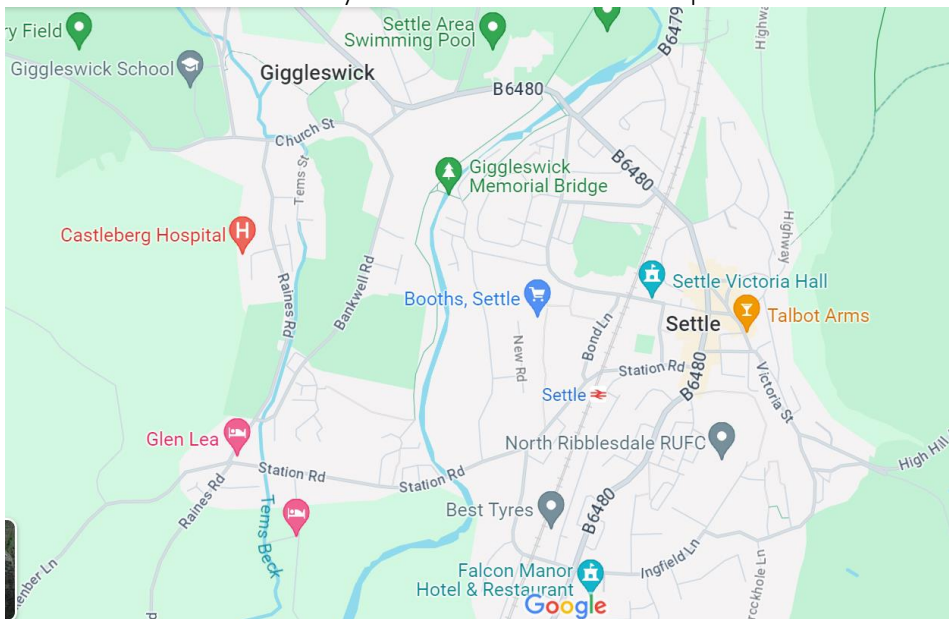 ry Field
Settle Area
Swimming Pool
B6479
Highw
Giggleswick School
Giggleswick
B6480
Church St
Tems St
Giggleswick
Memorial Bridge
B6480
Castleberg Hospital
Highway
Raines Rd
Bankwell Rd
Settle Victoria Hall
Booths, Settle
Talbot Arms
Settle
New Rd
Bond Ln
Station Rd
B6480
Settle
Victoria St
Glen Lea
North Ribblesdale RUFC
High Hill
Station Rd
Station Rd
Raines Rd
Tems Beck
Best Tyres
B6480
Ingfield Ln
Falcon Manor
Hotel & Restaurant
Google